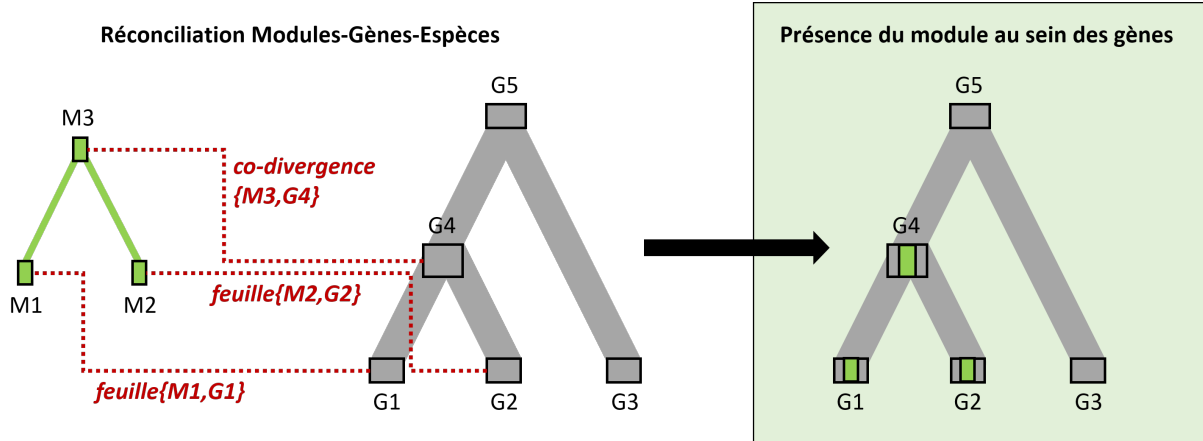 Réconciliation Modules-Gènes-Espèces
M3
M1
M2
co-divergence
{M3,G4}
feuille{M2,G2}
feuille{M1,G1}
G5
G4
G1
G2
G3
Présence du module au sein des gènes
G5
G4
G1
G2
G3